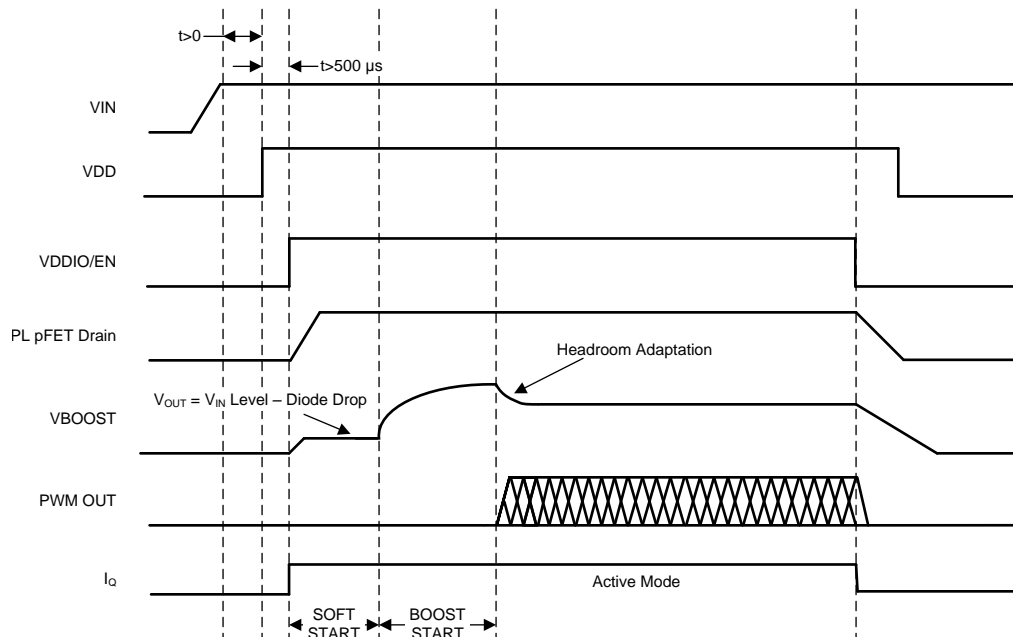 t>0
t>500 µs
VIN
VDD
VDDIO/EN
PL pFET Drain
Headroom Adaptation
VOUT = VIN Level – Diode Drop
VBOOST
PWM OUT
IQ
Active Mode
SOFT START
BOOST START